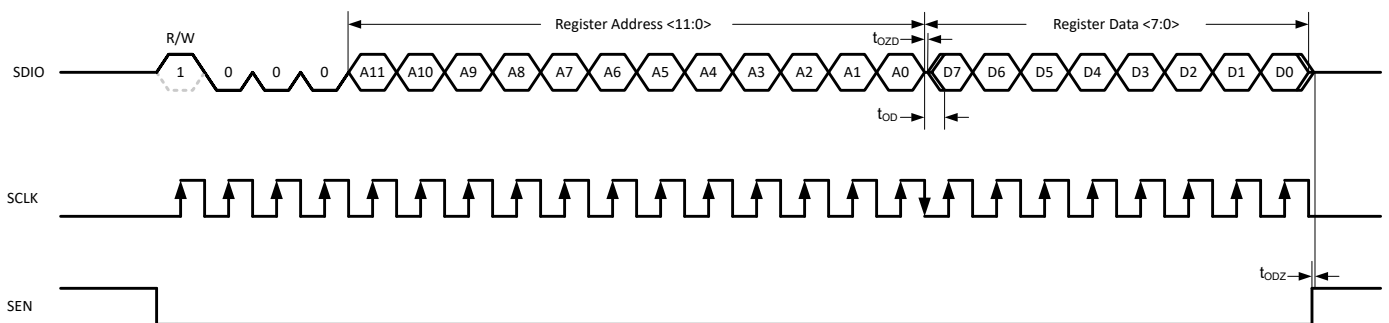 Register Address <11:0>
Register Data <7:0>
R/W
tOZD
SDIO
1 0 0 0 A11 A10 A9 A8 A7 A6 A5 A4 A3 A2 A1 A0 D7 D6 D5 D4 D3 D2 D1 D0
tOD
SCLK
tODZ
SEN